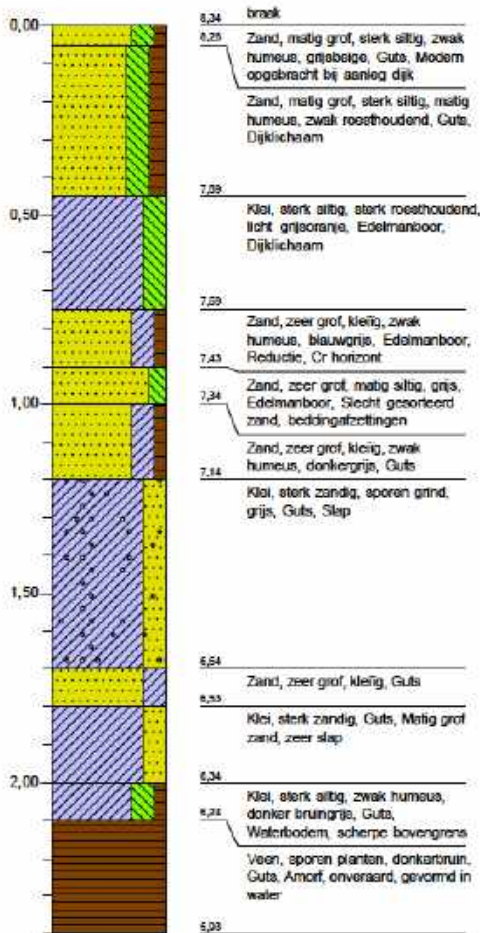 0,00
8,34
braak
Zand, matig grof, sterk siltig, zwak
humeus, grijsbeige, Guts, Modern
opgebracht bij aanleg dijk
Zand, matig grof, sterk siltig, matig
humeus, zwak roesthoudend, Guts,
Dijklichaam
7,89
0,50
Klei, sterk siltig, sterk roesthoudend,
licht grijsoranje, Edelmanboor,
Dijklichaam
7,59
Zand, zeer grof, kleiïg, zwak
humeus, blauwgrijs, Edelmanboor,
Reductie, Cr horizont
7,43
Zand, zeer grof, matig siltig, grijs,
Edelmanboor, Slecht gesorteerd
zand, beddingafzettingen
1,00
7,34
Zand, zeer grof, kleiïg, zwak
humeus, donkergrijs, Guts
7,14
Klei, sterk zandig, sporen grind,
grijs, Guts, Slap
1,50
6,64
Zand, zeer grof, kleiïg, Guts
Klei, sterk zandig, Guts, Matig grof
zand, zeer slap
2,00
6,34
Klei, sterk siltig, zwak humeus,
donker bruingrijs, Guts,
Waterbodem, scherpe bovengrens
6,24
Veen, sporen planten, donkerbruin,
Guts, Amorf, onveraard, gevormd in
water
5,93